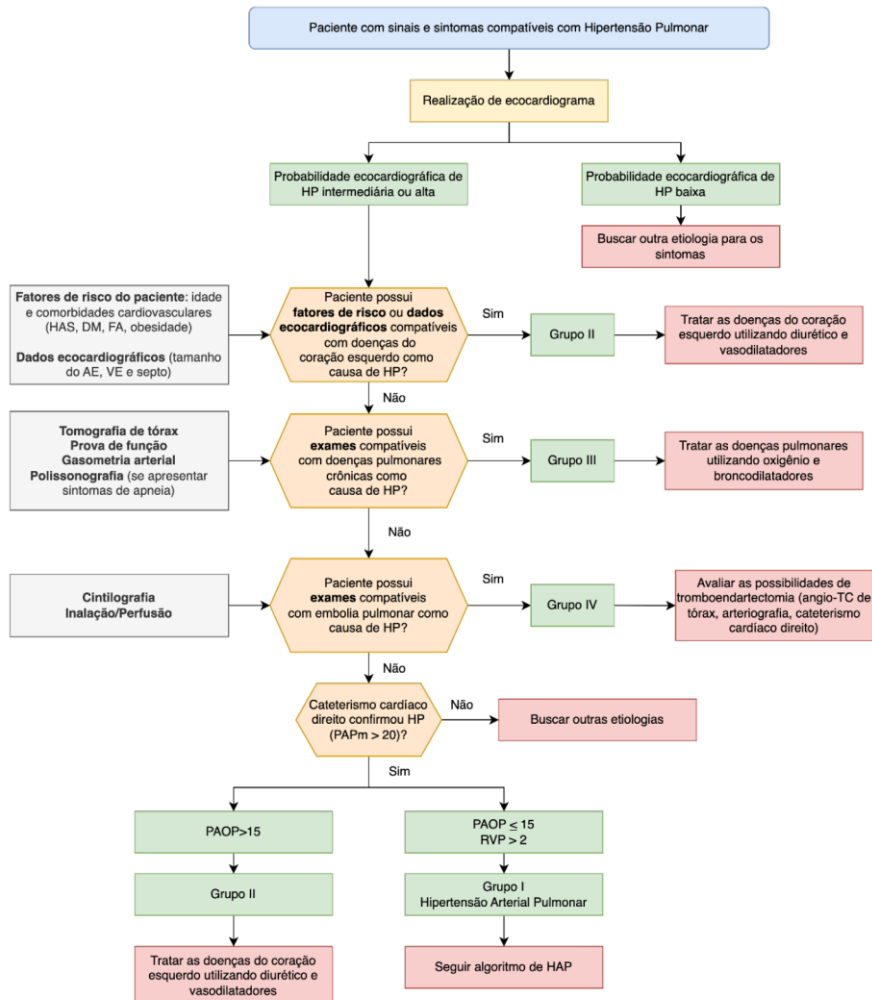 Paciente com sinais e sintomas compatíveis com Hipertensão Pulmonar
Realização de ecocardiograma
Probabilidade ecocardiográfica de
HP intermediária ou alta
Probabilidade ecocardiográfica de
HP baixa
Buscar outra etiologia para os
sintomas
Fatores de risco do paciente: idade
e comorbidades cardiovasculares
(HAS, DM, FA, obesidade)
Dados ecocardiográficos (tamanho
do AE, VE e septo)
Paciente possui
fatores de risco ou dados
ecocardiográficos compatíveis
com doenças do
coração esquerdo como
causa de HP?
Sim
Grupo II
Tratar as doenças do coração
esquerdo utilizando diurético e
vasodilatadores
Não
Tomografia de tórax
Prova de função
Gasometria arterial
Polissonografia (se apresentar
sintomas de apneia)
Paciente possui
exames compatíveis
com doenças pulmonares
crônicas como
causa de HP?
Sim
Grupo III
Tratar as doenças pulmonares
utilizando oxigênio e
broncodilatadores
Não
Cintilografia
Inalação/Perfusão
Paciente possui
exames compatíveis
com embolia pulmonar como
causa de HP?
Sim
Grupo IV
Avaliar as possibilidades de
tromboendartectomia (angio-TC de
tórax, arteriografia, cateterismo
cardíaco direito)
Não
Cateterismo cardíaco
direito confirmou HP
(PAPm > 20)?
Não
Buscar outras etiologias
Sim
PAOP>15
PAOP ≤ 15
RVP > 2
Grupo II
Grupo I
Hipertensão Arterial Pulmonar
Tratar as doenças do coração
esquerdo utilizando diurético e
vasodilatadores
Seguir algoritmo de HAP